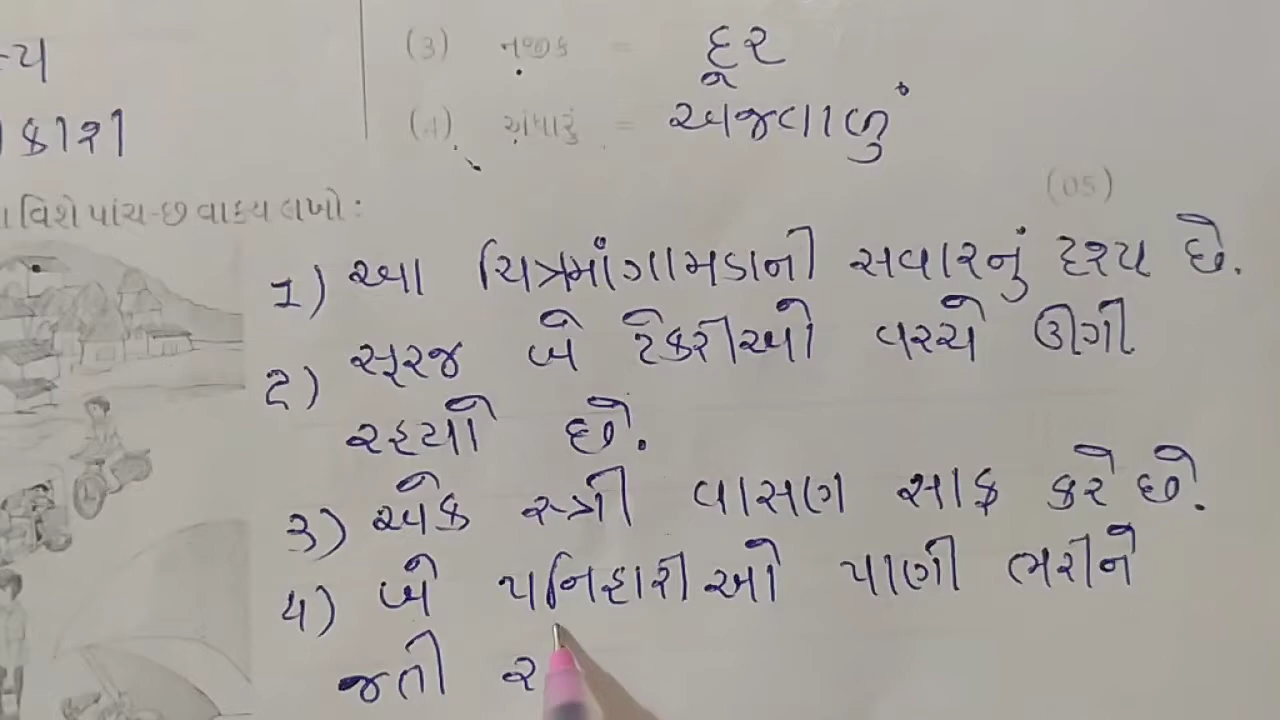 (3) નજીક = દૂર
(4) અંધારું = અજવાળું
વિશે પાંચ-છ વાક્ય લખો :
(05)
1) આ ચિત્રમાંગામડાની સવારનું દૃશ્ય છે.
2) સૂરજ બે ટેકરીઓ વચ્ચે ઊગી
રહ્યો છે.
3) એક સ્ત્રી વાસણ સાફ કરે છે.
4) બે પનિહારીઓ પાણી ભરીને
જતી ર